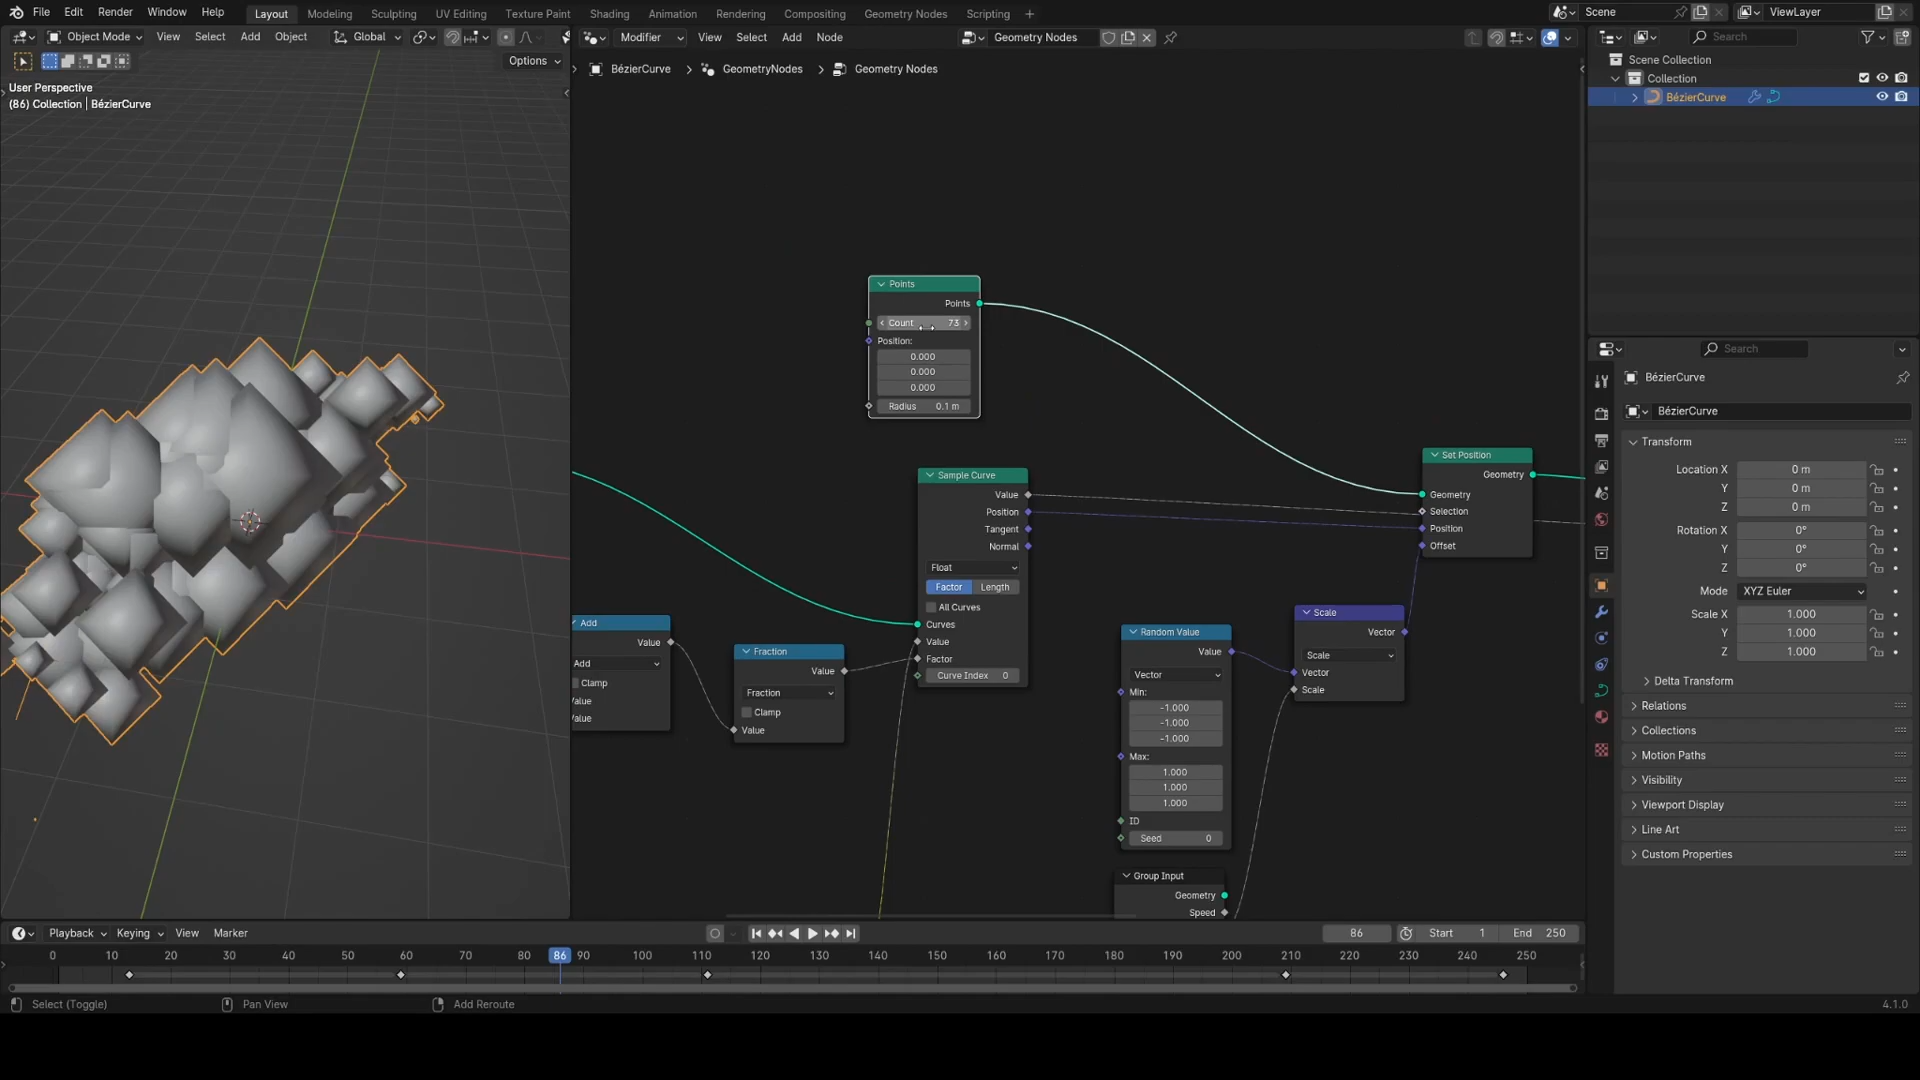 File Edit Render Window Help Layout Modeling Sculpting UV Editing Texture Paint Shading Animation Rendering Compositing Geometry Nodes Scripting + Scene ViewLayer
Object Mode View Select Add Object Global Modifier View Select Add Node Geometry Nodes Search
Options BézierCurve GeometryNodes Geometry Nodes Scene Collection
Collection
BézierCurve
User Perspective
(86) Collection | BézierCurve
Points
Points
Count 73
Position:
0.000
0.000
0.000
Radius 0.1 m
Sample Curve
Value
Position
Tangent
Normal
Float
Factor Length
All Curves
Curves
Value
Factor
Curve Index 0
Set Position
Geometry
Geometry
Selection
Position
Offset
Add
Value
Add
Clamp
Value
Value
Fraction
Value
Fraction
Clamp
Value
Random Value
Value
Vector
Min:
-1.000
-1.000
-1.000
Max:
1.000
1.000
1.000
ID
Seed 0
Scale
Vector
Scale
Vector
Scale
Group Input
Geometry
Speed
Search
BézierCurve
BézierCurve
Transform
Location X 0 m
Y 0 m
Z 0 m
Rotation X 0°
Y 0°
Z 0°
Mode XYZ Euler
Scale X 1.000
Y 1.000
Z 1.000
Delta Transform
Relations
Collections
Motion Paths
Visibility
Viewport Display
Line Art
Custom Properties
Playback Keying View Marker 86 Start 1 End 250
0 10 20 30 40 50 60 70 80 86 90 100 110 120 130 140 150 160 170 180 190 200 210 220 230 240 250
Select (Toggle) Pan View Add Reroute 4.1.0